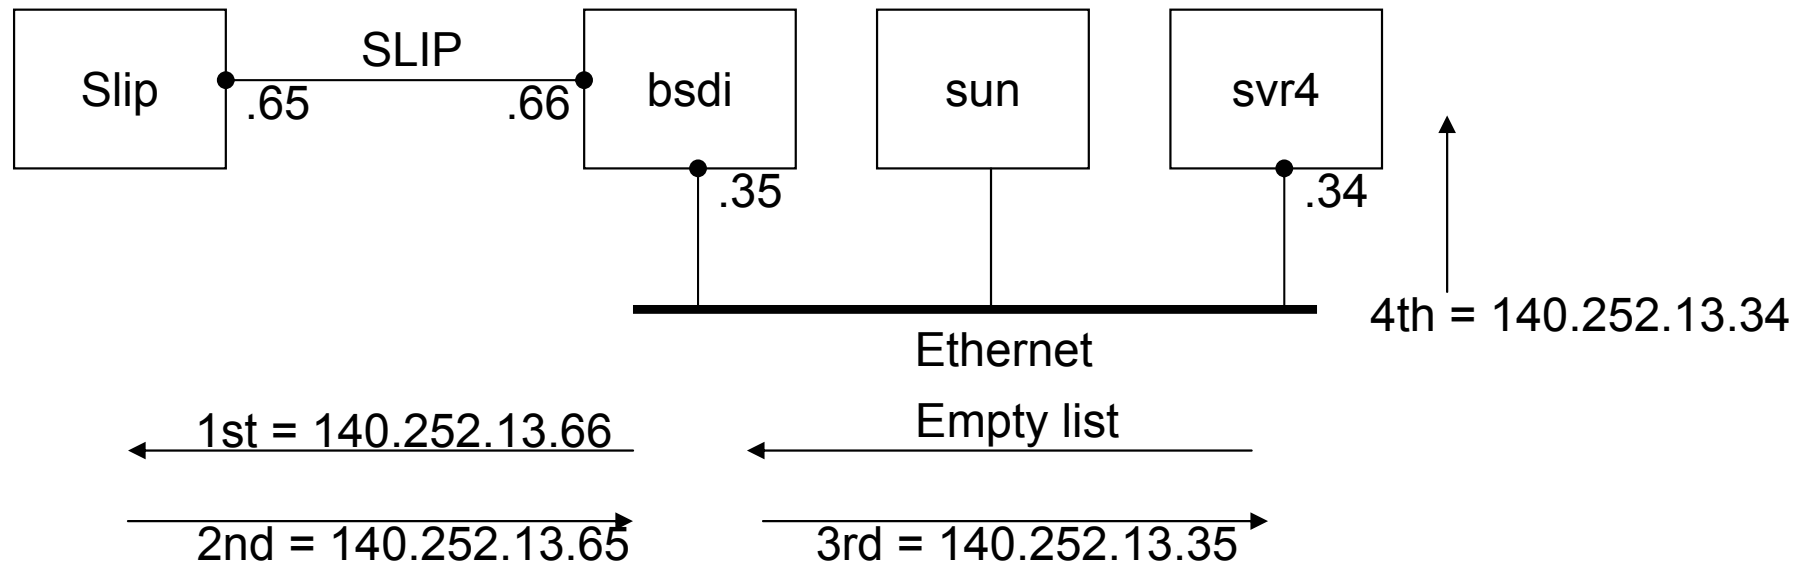 SLIP
Slip
bsdi
sun
svr4
.65
.66
.35
.34
4th = 140.252.13.34
Ethernet
1st = 140.252.13.66
Empty list
2nd = 140.252.13.65
3rd = 140.252.13.35